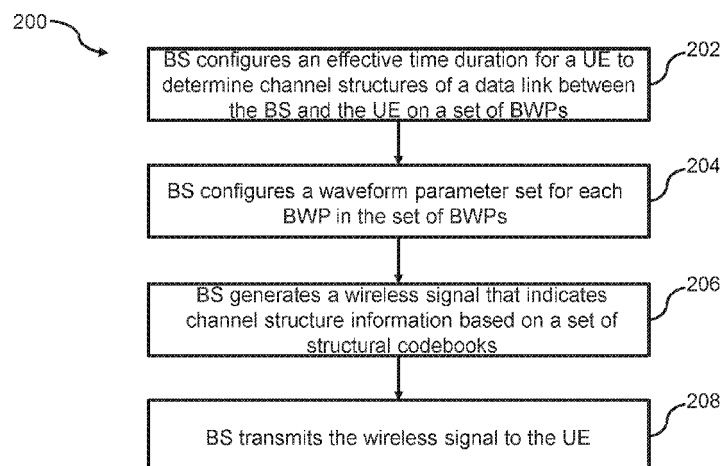 200
BS configures an effective time duration for a UE to
determine channel structures of a data link between
the BS and the UE on a set of BWPs
202
BS configures a waveform parameter set for each
BWP in the set of BWPs
204
BS generates a wireless signal that indicates
channel structure information based on a set of
structural codebooks
206
BS transmits the wireless signal to the UE
208